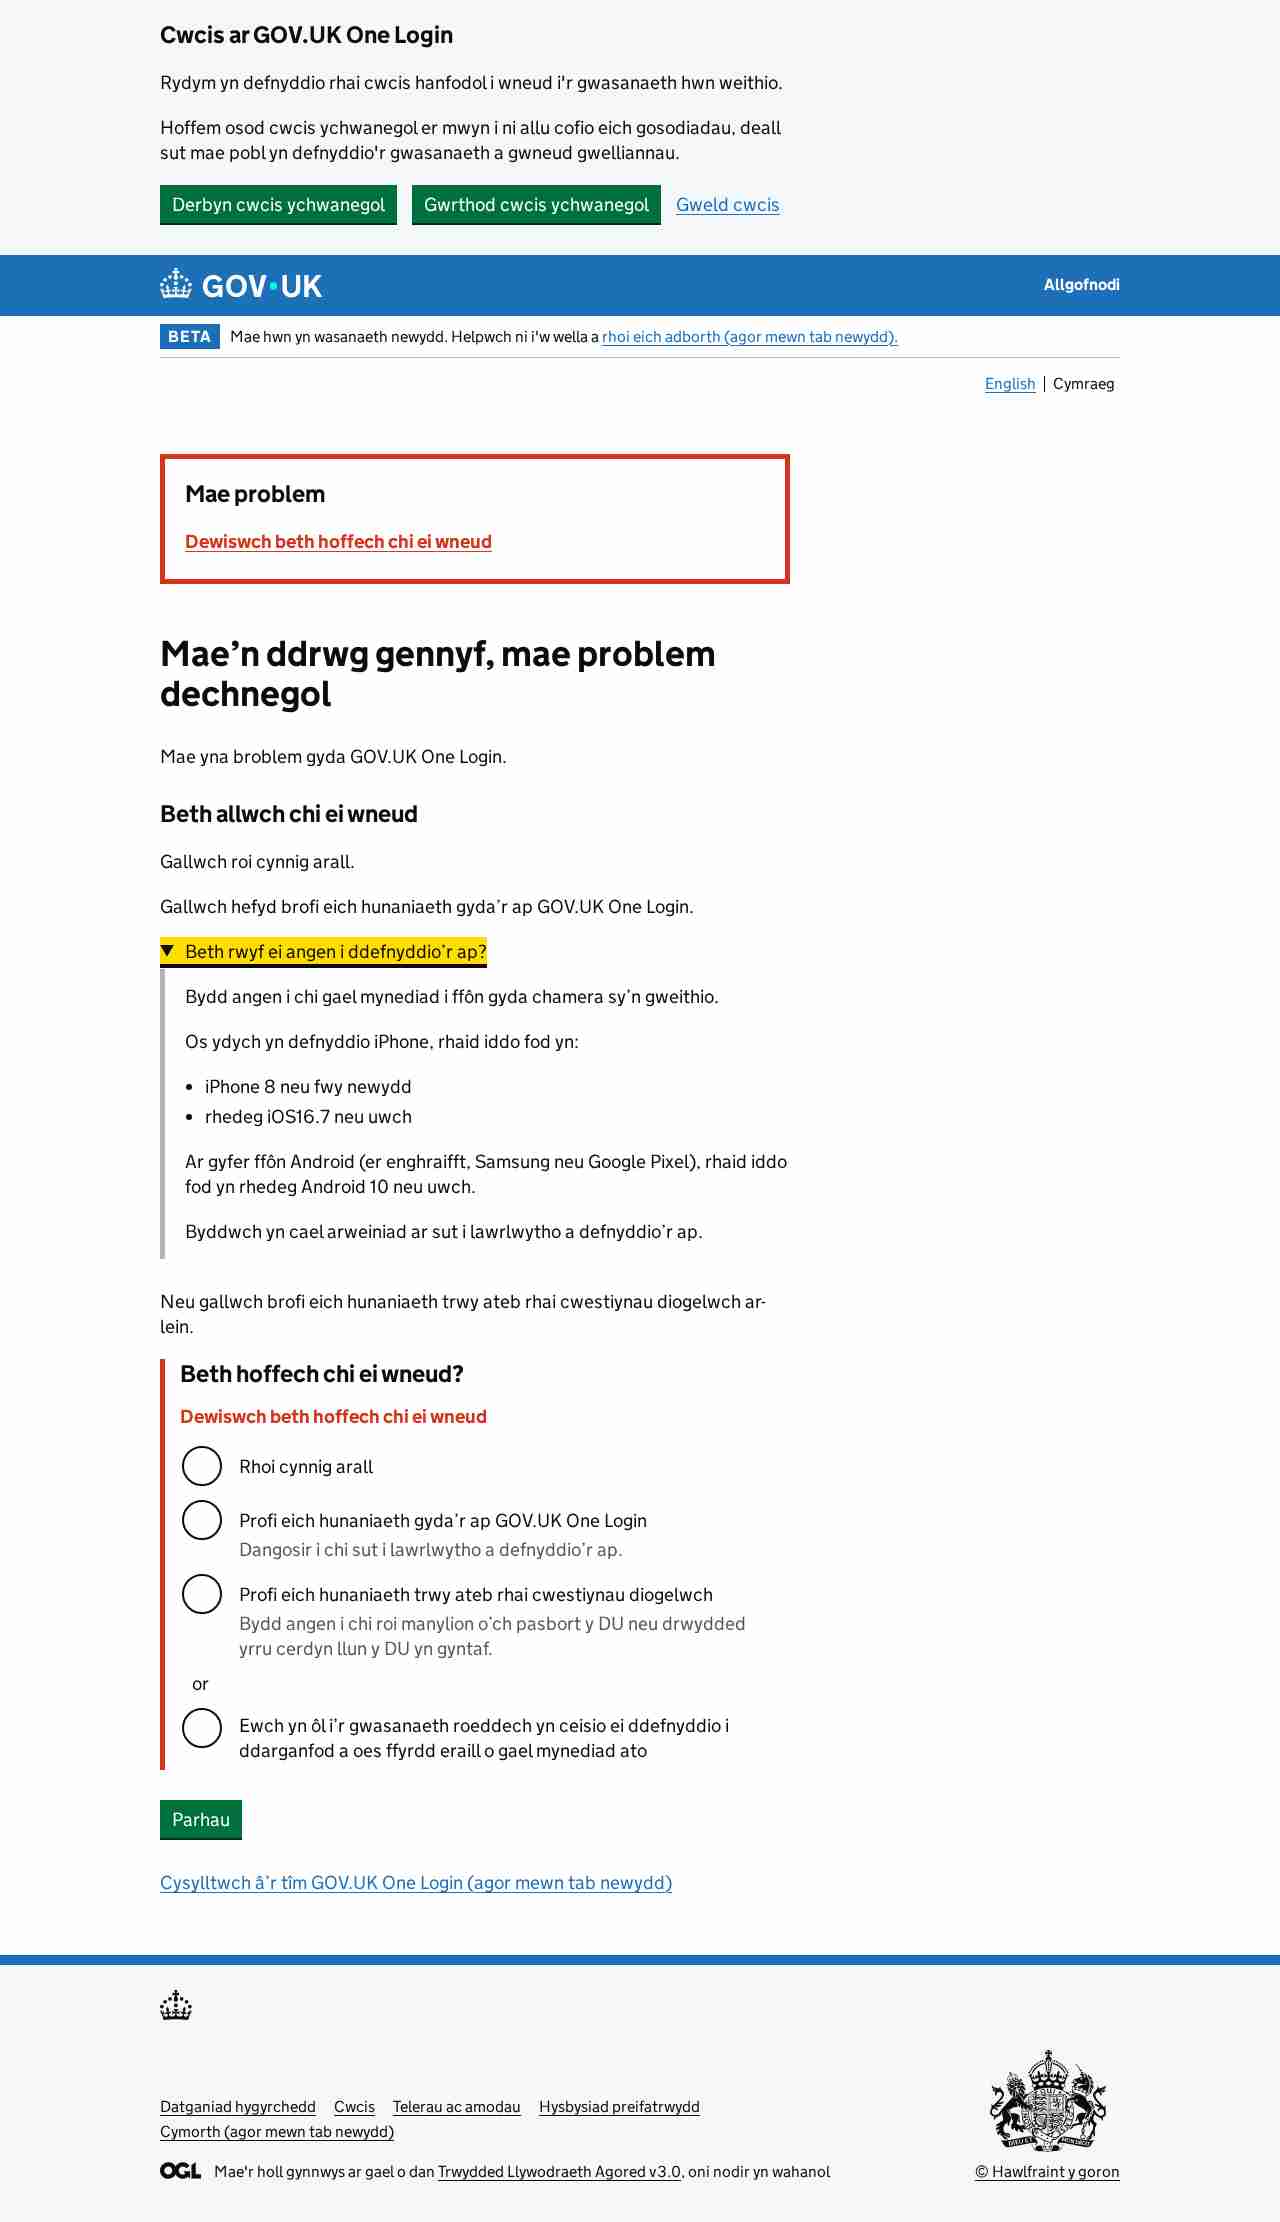 Cwcis ar GOV.UK One Login
Rydym yn defnyddio rhai cwcis hanfodol i wneud i'r gwasanaeth hwn weithio.
Hoffem osod cwcis ychwanegol er mwyn i ni allu cofio eich gosodiadau, deall
sut mae pobl yn defnyddio'r gwasanaeth a gwneud gwelliannau.
Derbyn cwcis ychwanegol Gwrthod cwcis ychwanegol Gweld cwcis
GOV·UK Allgofnodi
BETA Mae hwn yn wasanaeth newydd. Helpwch ni i'w wella a rhoi eich adborth (agor mewn tab newydd).
English Cymraeg
Mae problem
Dewiswch beth hoffech chi ei wneud
Mae’n ddrwg gennyf, mae problem
dechnegol
Mae yna broblem gyda GOV.UK One Login.
Beth allwch chi ei wneud
Gallwch roi cynnig arall.
Gallwch hefyd brofi eich hunaniaeth gyda’r ap GOV.UK One Login.
Beth rwyf ei angen i ddefnyddio’r ap?
Bydd angen i chi gael mynediad i ffôn gyda chamera sy’n gweithio.
Os ydych yn defnyddio iPhone, rhaid iddo fod yn:
• iPhone 8 neu fwy newydd
• rhedeg iOS16.7 neu uwch
Ar gyfer ffôn Android (er enghraifft, Samsung neu Google Pixel), rhaid iddo
fod yn rhedeg Android 10 neu uwch.
Byddwch yn cael arweiniad ar sut i lawrlwytho a defnyddio’r ap.
Neu gallwch brofi eich hunaniaeth trwy ateb rhai cwestiynau diogelwch ar-
lein.
Beth hoffech chi ei wneud?
Dewiswch beth hoffech chi ei wneud
Rhoi cynnig arall
Profi eich hunaniaeth gyda’r ap GOV.UK One Login
Dangosir i chi sut i lawrlwytho a defnyddio’r ap.
Profi eich hunaniaeth trwy ateb rhai cwestiynau diogelwch
Bydd angen i chi roi manylion o’ch pasbort y DU neu drwydded
yrru cerdyn llun y DU yn gyntaf.
or
Ewch yn ôl i’r gwasanaeth roeddech yn ceisio ei ddefnyddio i
ddarganfod a oes ffyrdd eraill o gael mynediad ato
Parhau
Cysylltwch â’r tîm GOV.UK One Login (agor mewn tab newydd)
Datganiad hygyrchedd Cwcis Telerau ac amodau Hysbysiad preifatrwydd
Cymorth (agor mewn tab newydd)
OGL Mae'r holl gynnwys ar gael o dan Trwydded Llywodraeth Agored v3.0, oni nodir yn wahanol
© Hawlfraint y goron